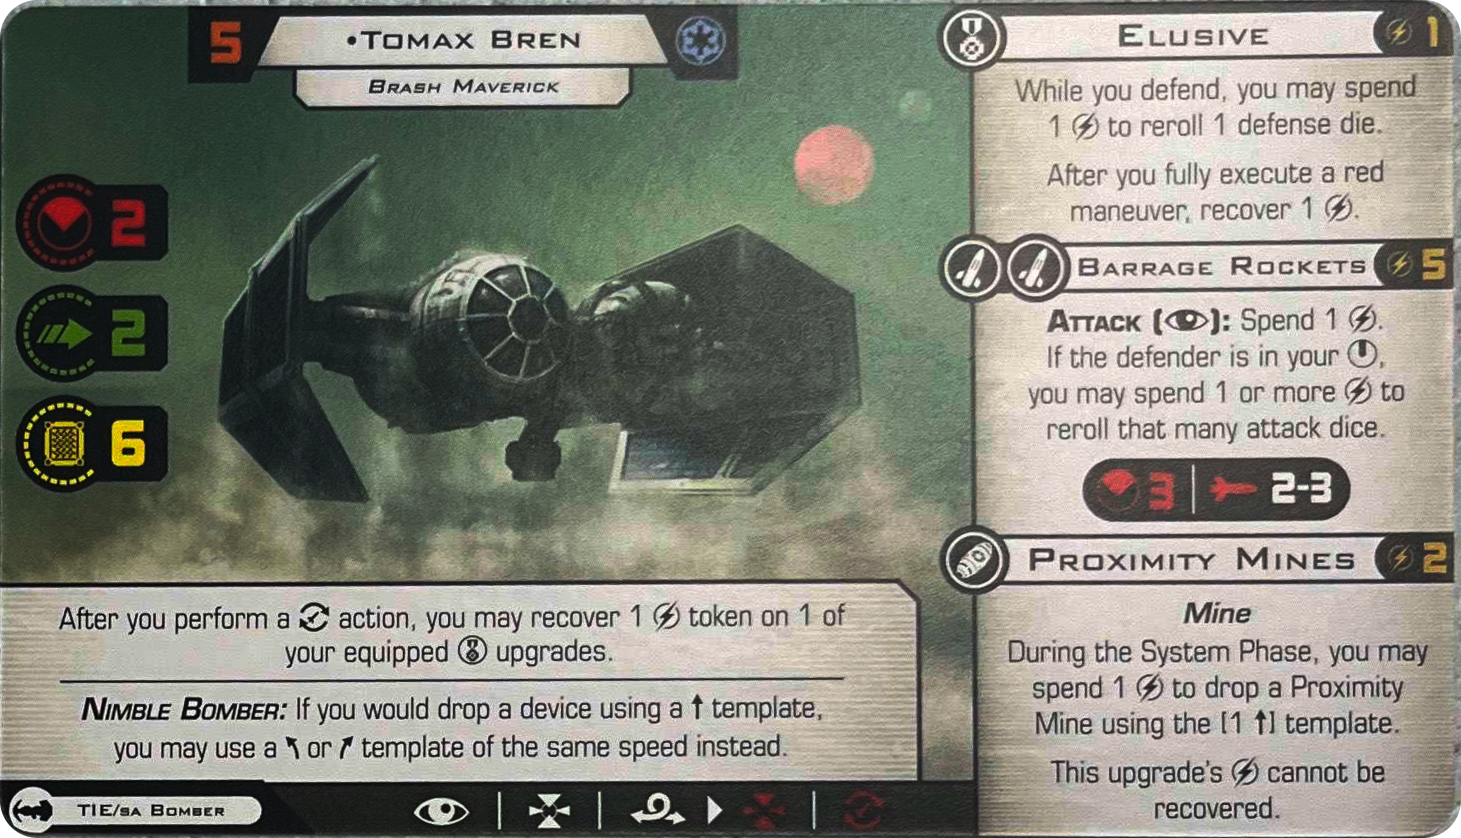 5
•Tomax Bren
Brash Maverick
2
2
6
After you perform a action, you may recover 1 token on 1 of
your equipped upgrades.
Nimble Bomber: If you would drop a device using a template,
you may use a or template of the same speed instead.
TIE/sa Bomber
Elusive 1
While you defend, you may spend
1 to reroll 1 defense die.
After you fully execute a red
maneuver, recover 1 .
Barrage Rockets 5
Attack ( ): Spend 1 .
If the defender is in your ,
you may spend 1 or more to
reroll that many attack dice.
3 2-3
Proximity Mines 2
Mine
During the System Phase, you may
spend 1 to drop a Proximity
Mine using the [1 ↑] template.
This upgrade's cannot be
recovered.